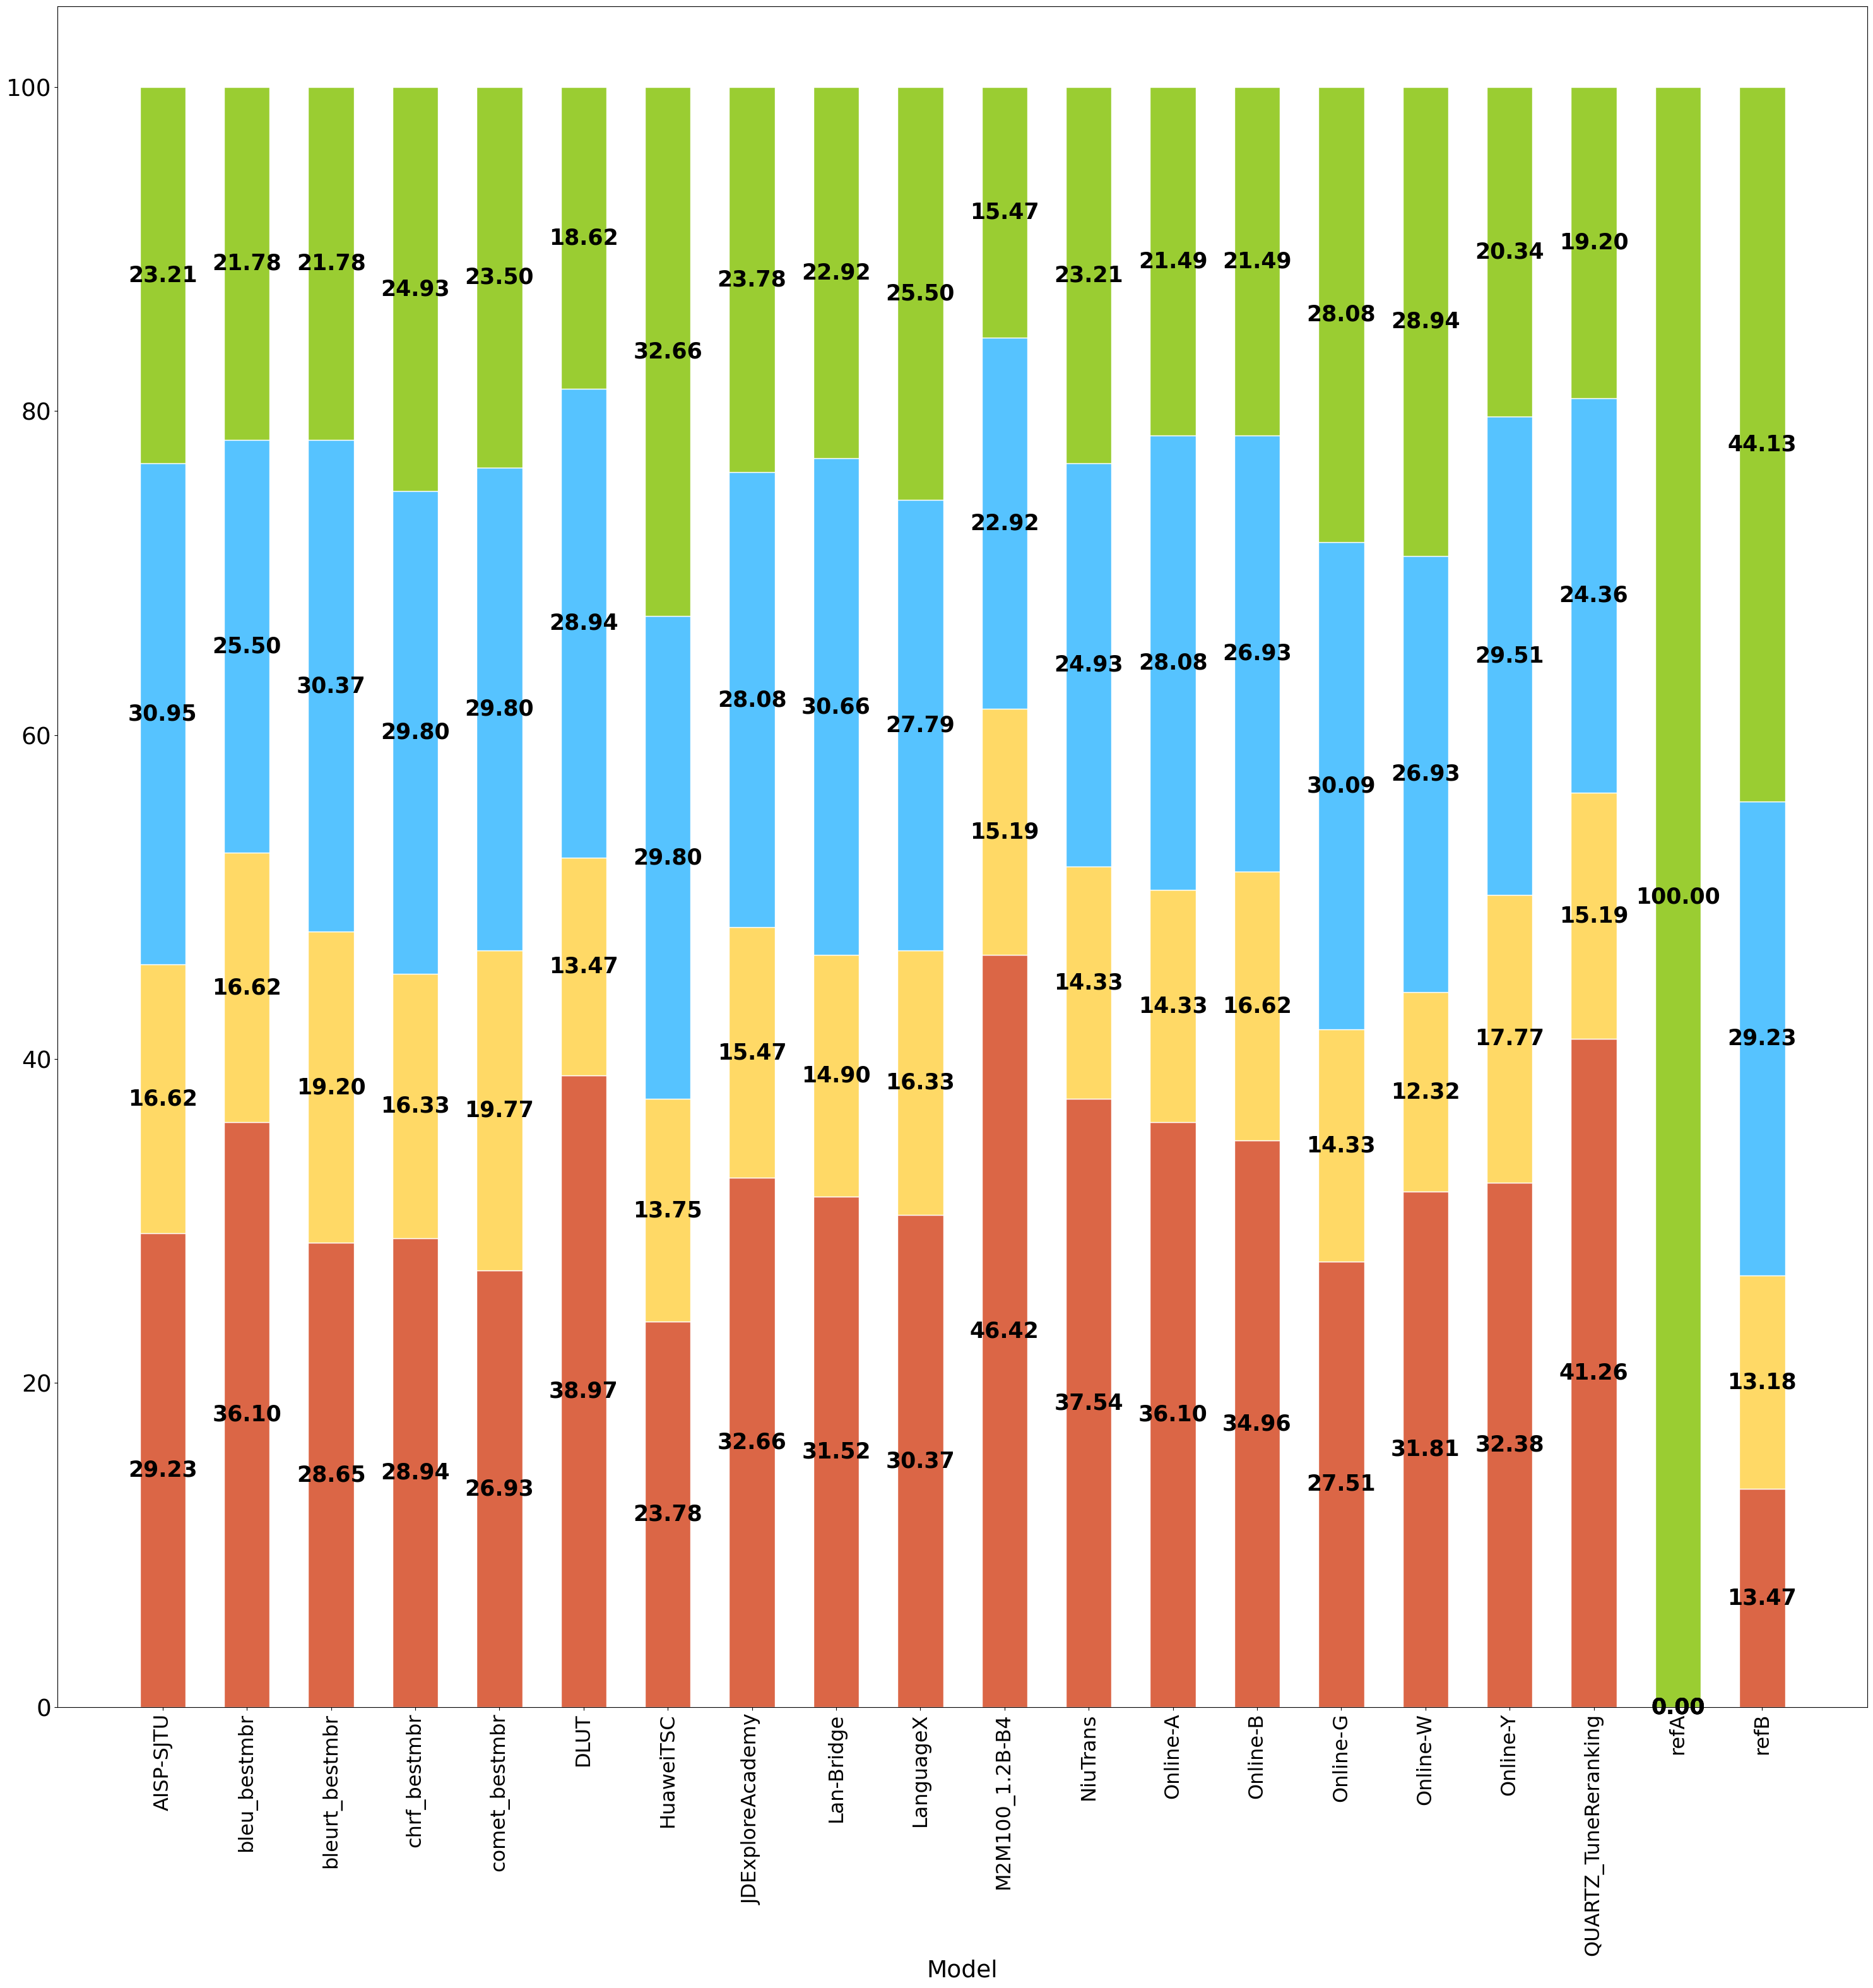 100
80
60
40
20
0
23.21 21.78 21.78 24.93 23.50 18.62 32.66 23.78 22.92 25.50 15.47 23.21 21.49 21.49 28.08 28.94 20.34 19.20 100.00 44.13
30.95 25.50 30.37 29.80 29.80 28.94 29.80 28.08 30.66 27.79 22.92 24.93 28.08 26.93 30.09 26.93 29.51 24.36 29.23
16.62 16.62 19.20 16.33 19.77 13.47 13.75 15.47 14.90 16.33 15.19 14.33 14.33 16.62 14.33 12.32 17.77 15.19 13.18
29.23 36.10 28.65 28.94 26.93 38.97 23.78 32.66 31.52 30.37 46.42 37.54 36.10 34.96 27.51 31.81 32.38 41.26 0.00 13.47
AISP-SJTU
bleu_bestmbr
bleurt_bestmbr
chrf_bestmbr
comet_bestmbr
DLUT
HuaweiTSC
JDExploreAcademy
Lan-Bridge
LanguageX
M2M100_1.2B-B4
NiuTrans
Online-A
Online-B
Online-G
Online-W
Online-Y
QUARTZ_TuneReranking
refA
refB
Model